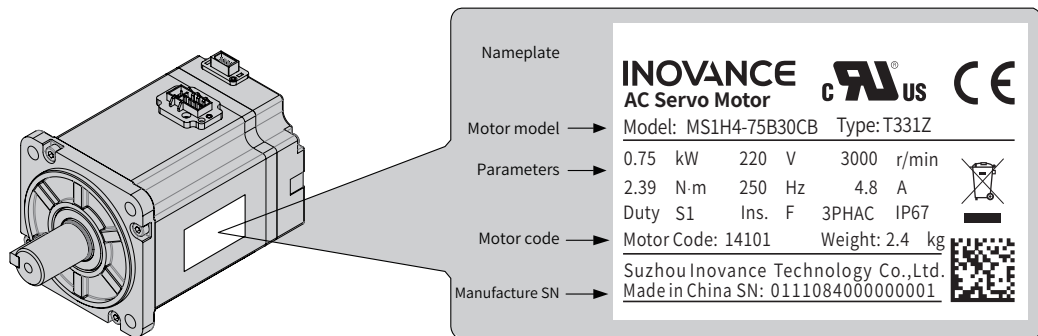 Nameplate
INOVANCE
AC Servo Motor
c RU® US CE
Motor model
Model: MS1H4-75B30CB Type: T331Z
Parameters
0.75 kW 220 V 3000 r/min
2.39 N·m 250 Hz 4.8 A
Duty S1 Ins. F 3PHAC IP67
Motor code
Motor Code: 14101 Weight: 2.4 kg
Suzhou Inovance Technology Co.,Ltd.
Manufacture SN
Made in China SN: 0111084000000001